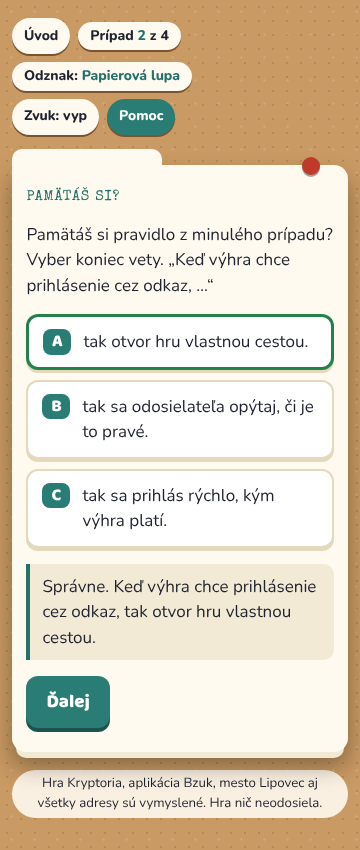 Úvod
Prípad 2 z 4
Odznak: Papierová lupa
Zvuk: vyp
Pomoc
PAMÄTÁŠ SI?
Pamätáš si pravidlo z minulého prípadu?
Vyber koniec vety. „Keď výhra chce
prihlásenie cez odkaz, ...“
A tak otvor hru vlastnou cestou.
B tak sa odosielateľa opýtaj, či je
to pravé.
C tak sa prihlás rýchlo, kým
výhra platí.
Správne. Keď výhra chce prihlásenie
cez odkaz, tak otvor hru vlastnou
cestou.
Ďalej
Hra Kryptoria, aplikácia Bzuk, mesto Lipovec aj
všetky adresy sú vymyslené. Hra nič neodosiela.